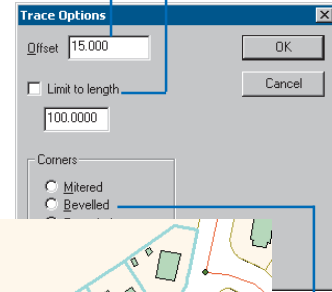 Trace Options
Offset 15.000
OK
Limit to length
Cancel
100.0000
Corners
Mitered
Bevelled